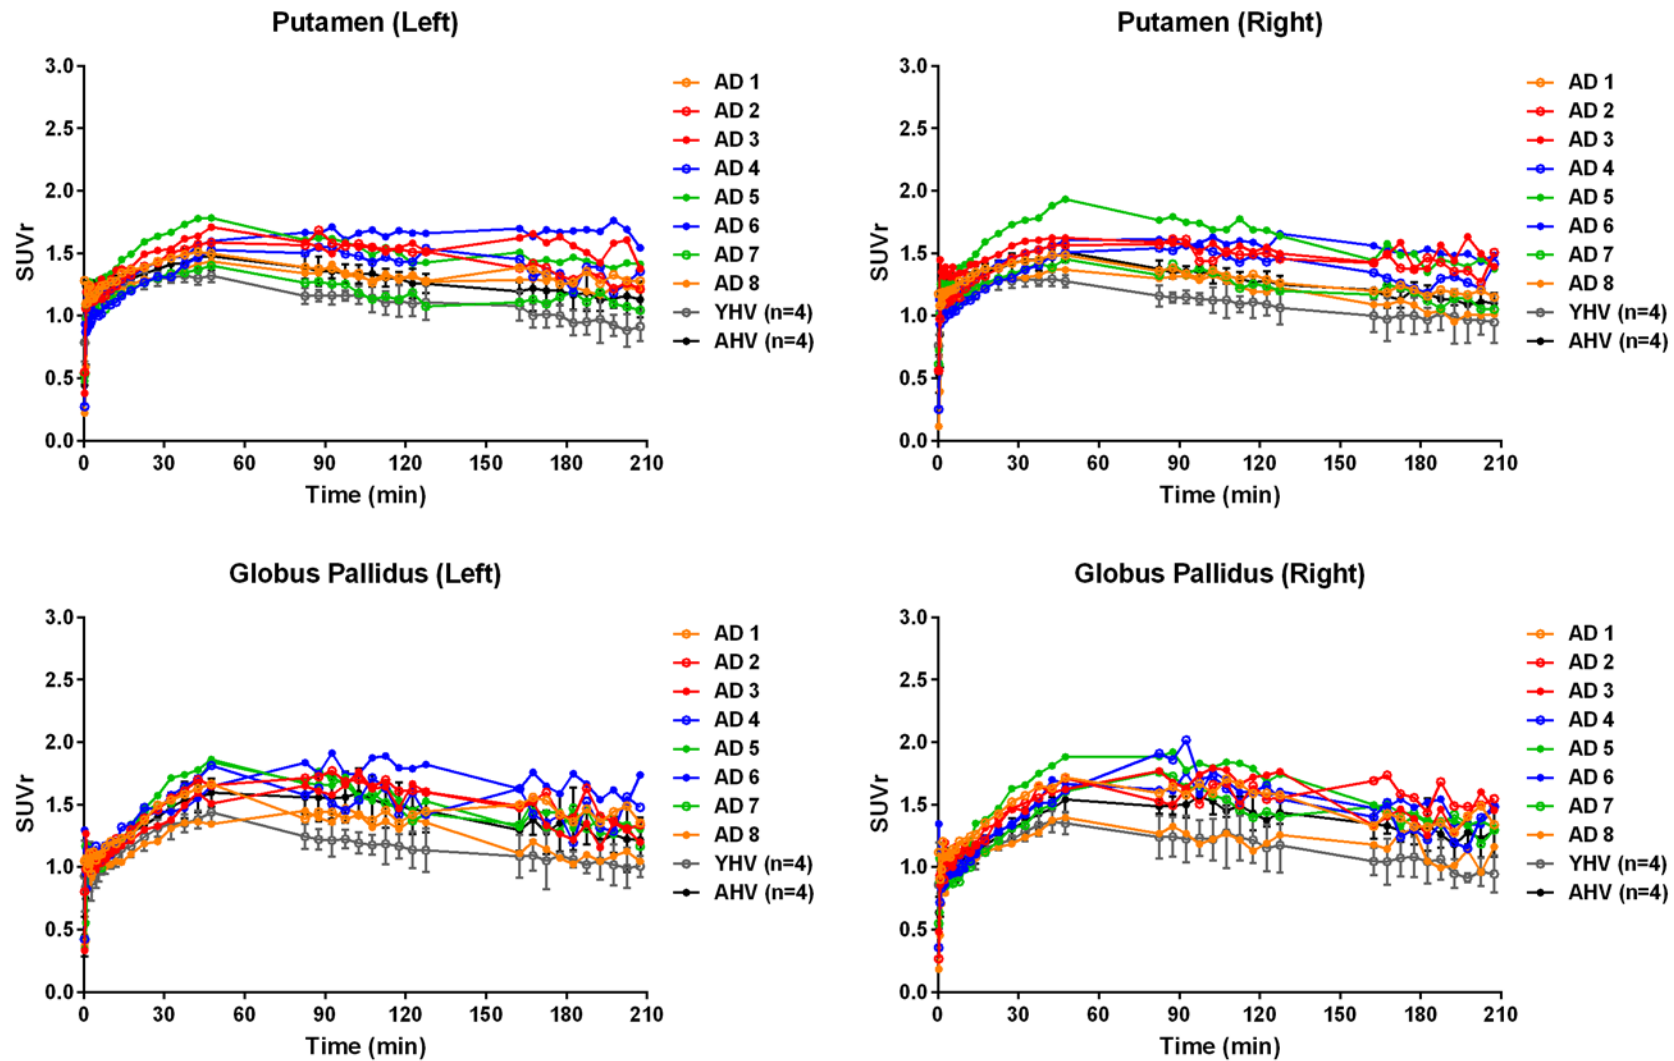 Putamen (Left)
3.0
2.5
2.0
1.5
1.0
0.5
0.0
SUVr
0 30 60 90 120 150 180 210
Time (min)
AD 1
AD 2
AD 3
AD 4
AD 5
AD 6
AD 7
AD 8
YHV (n=4)
AHV (n=4)
Putamen (Right)
3.0
2.5
2.0
1.5
1.0
0.5
0.0
SUVr
0 30 60 90 120 150 180 210
Time (min)
AD 1
AD 2
AD 3
AD 4
AD 5
AD 6
AD 7
AD 8
YHV (n=4)
AHV (n=4)
Globus Pallidus (Left)
3.0
2.5
2.0
1.5
1.0
0.5
0.0
SUVr
0 30 60 90 120 150 180 210
Time (min)
AD 1
AD 2
AD 3
AD 4
AD 5
AD 6
AD 7
AD 8
YHV (n=4)
AHV (n=4)
Globus Pallidus (Right)
3.0
2.5
2.0
1.5
1.0
0.5
0.0
SUVr
0 30 60 90 120 150 180 210
Time (min)
AD 1
AD 2
AD 3
AD 4
AD 5
AD 6
AD 7
AD 8
YHV (n=4)
AHV (n=4)